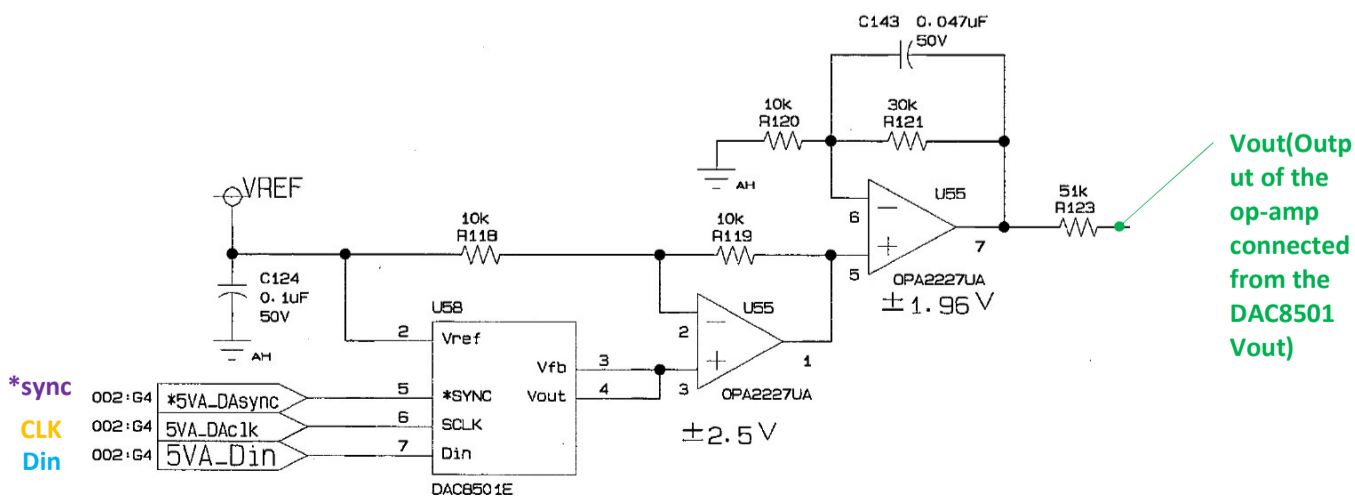 C143 0.047uF
50V
10k
R120
30k
R121
AH
U55
6
5
7
OPA2227UA
±1.96V
51k
R123
Vout(Outp
ut of the
op-amp
connected
from the
DAC8501
Vout)
VREF
C124
0.1uF
50V
AH
10k
R118
10k
R119
U58
2
Vref
Vfb
3
Vout
4
*SYNC
5
SCLK
6
Din
7
DAC8501E
U55
2
3
1
OPA2227UA
±2.5V
*sync
002:G4
*5VA_DAsync
CLK
002:G4
5VA_DAclk
Din
002:G4
5VA_Din